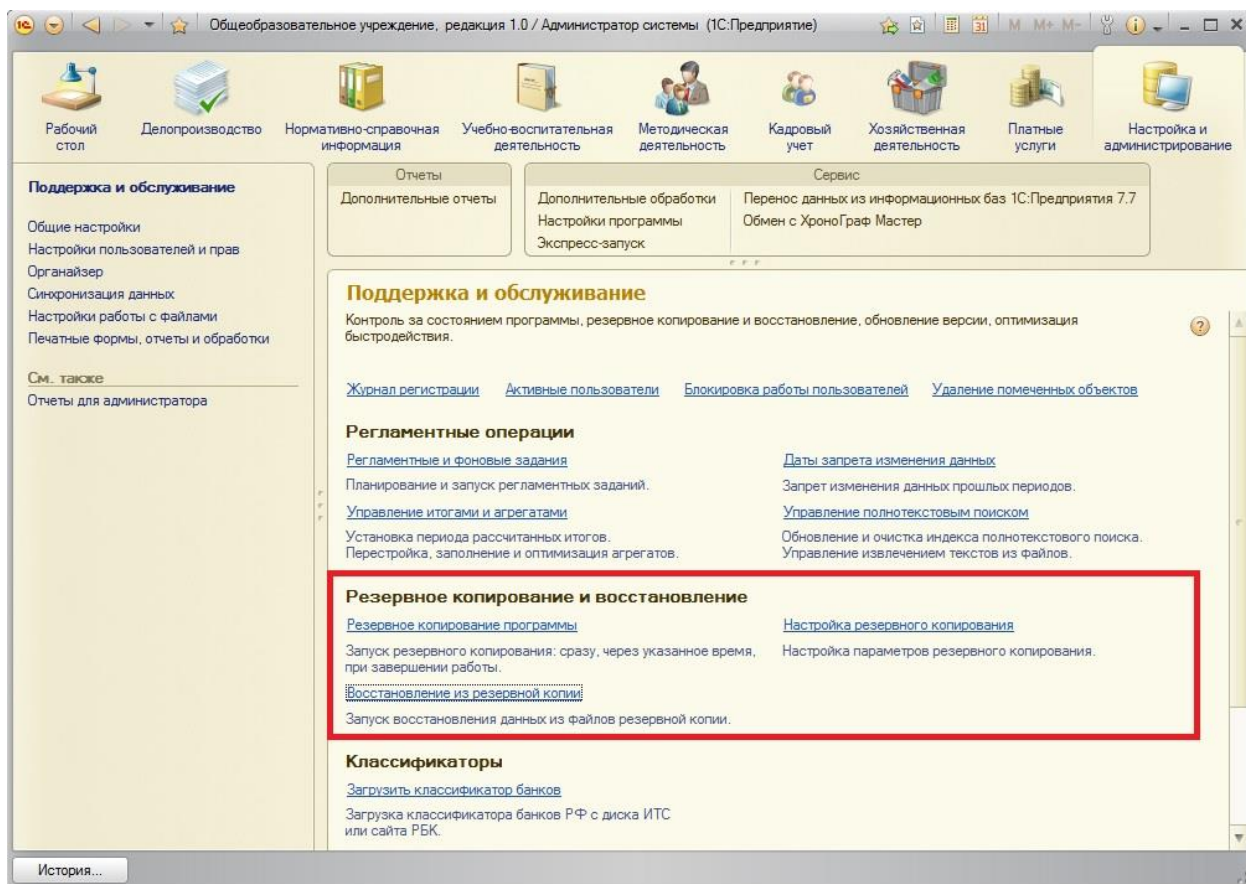 Общеобразовательное учреждение, редакция 1.0 / Администратор системы (1С:Предприятие)
M M+ M-
31
Рабочий стол
Делопроизводство
Нормативно-справочная информация
Учебно-воспитательная деятельность
Методическая деятельность
Кадровый учет
Хозяйственная деятельность
Платные услуги
Настройка и администрирование
Поддержка и обслуживание
Общие настройки
Настройки пользователей и прав
Органайзер
Синхронизация данных
Настройки работы с файлами
Печатные формы, отчеты и обработки
См. также
Отчеты для администратора
Отчеты
Дополнительные отчеты
Сервис
Дополнительные обработки
Настройки программы
Экспресс-запуск
Перенос данных из информационных баз 1С:Предприятия 7.7
Обмен с ХроноГраф Мастер
Поддержка и обслуживание
Контроль за состоянием программы, резервное копирование и восстановление, обновление версии, оптимизация
быстродействия.
Журнал регистрации Активные пользователи Блокировка работы пользователей Удаление помеченных объектов
Регламентные операции
Регламентные и фоновые задания
Планирование и запуск регламентных заданий.
Даты запрета изменения данных
Запрет изменения данных прошлых периодов.
Управление итогами и агрегатами
Установка периода рассчитанных итогов.
Перестройка, заполнение и оптимизация агрегатов.
Управление полнотекстовым поиском
Обновление и очистка индекса полнотекстового поиска.
Управление извлечением текстов из файлов.
Резервное копирование и восстановление
Резервное копирование программы
Запуск резервного копирования: сразу, через указанное время,
при завершении работы.
Настройка резервного копирования
Настройка параметров резервного копирования.
Восстановление из резервной копии
Запуск восстановления данных из файлов резервной копии.
Классификаторы
Загрузить классификатор банков
Загрузка классификатора банков РФ с диска ИТС
или сайта РБК.
История...